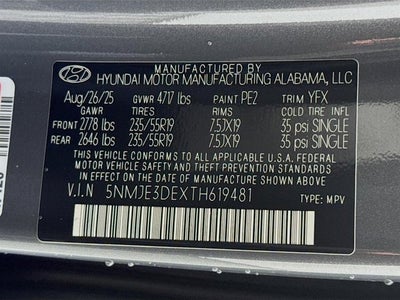 MANUFACTURED BY
HYUNDAI MOTOR MANUFACTURING ALABAMA, LLC
Aug/26/25 GVWR 4717 lbs PAINT PE2 TRIM YFX
GAWR TIRES RIMS COLD TIRE INFL
FRONT 2778 lbs 235/55R19 7.5JX19 35 psi SINGLE
REAR 2646 lbs 235/55R19 7.5JX19 35 psi SINGLE
THIS VEHICLE CONFORMS TO ALL APPLICABLE FEDERAL
MOTOR VEHICLE SAFETY AND THEFT PREVENTION STANDARDS
IN EFFECT ON THE DATE OF MANUFACTURE SHOWN ABOVE.
V.I.N 5NMJE3DEXTH619481 TYPE: MPV